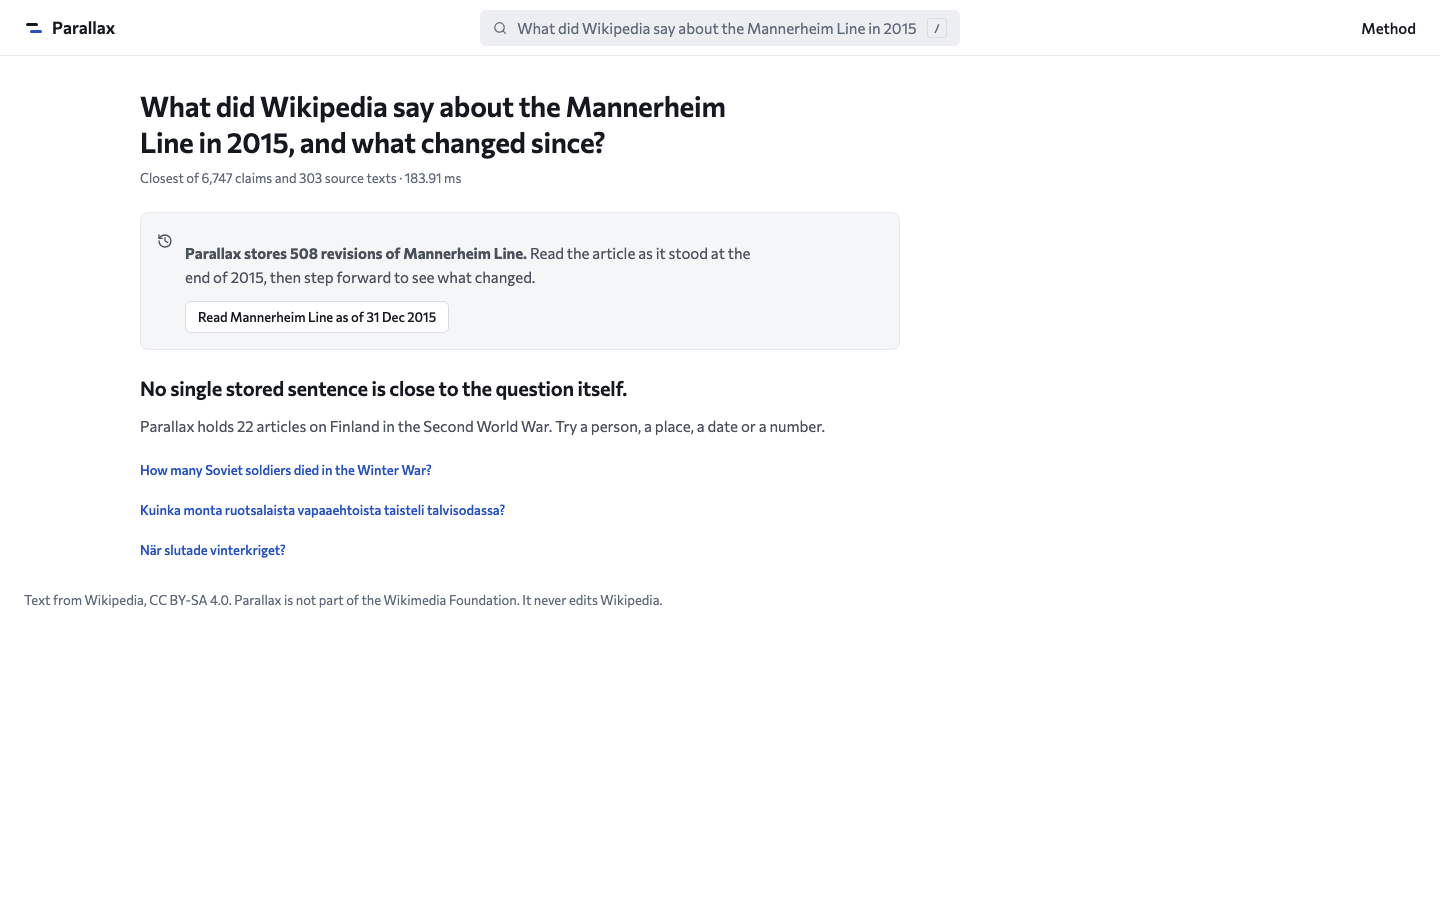 Parallax
What did Wikipedia say about the Mannerheim Line in 2015
/
Method
What did Wikipedia say about the Mannerheim
Line in 2015, and what changed since?
Closest of 6,747 claims and 303 source texts · 183.91 ms
Parallax stores 508 revisions of Mannerheim Line. Read the article as it stood at the
end of 2015, then step forward to see what changed.
Read Mannerheim Line as of 31 Dec 2015
No single stored sentence is close to the question itself.
Parallax holds 22 articles on Finland in the Second World War. Try a person, a place, a date or a number.
How many Soviet soldiers died in the Winter War?
Kuinka monta ruotsalaista vapaaehtoista taisteli talvisodassa?
När slutade vinterkriget?
Text from Wikipedia, CC BY-SA 4.0. Parallax is not part of the Wikimedia Foundation. It never edits Wikipedia.